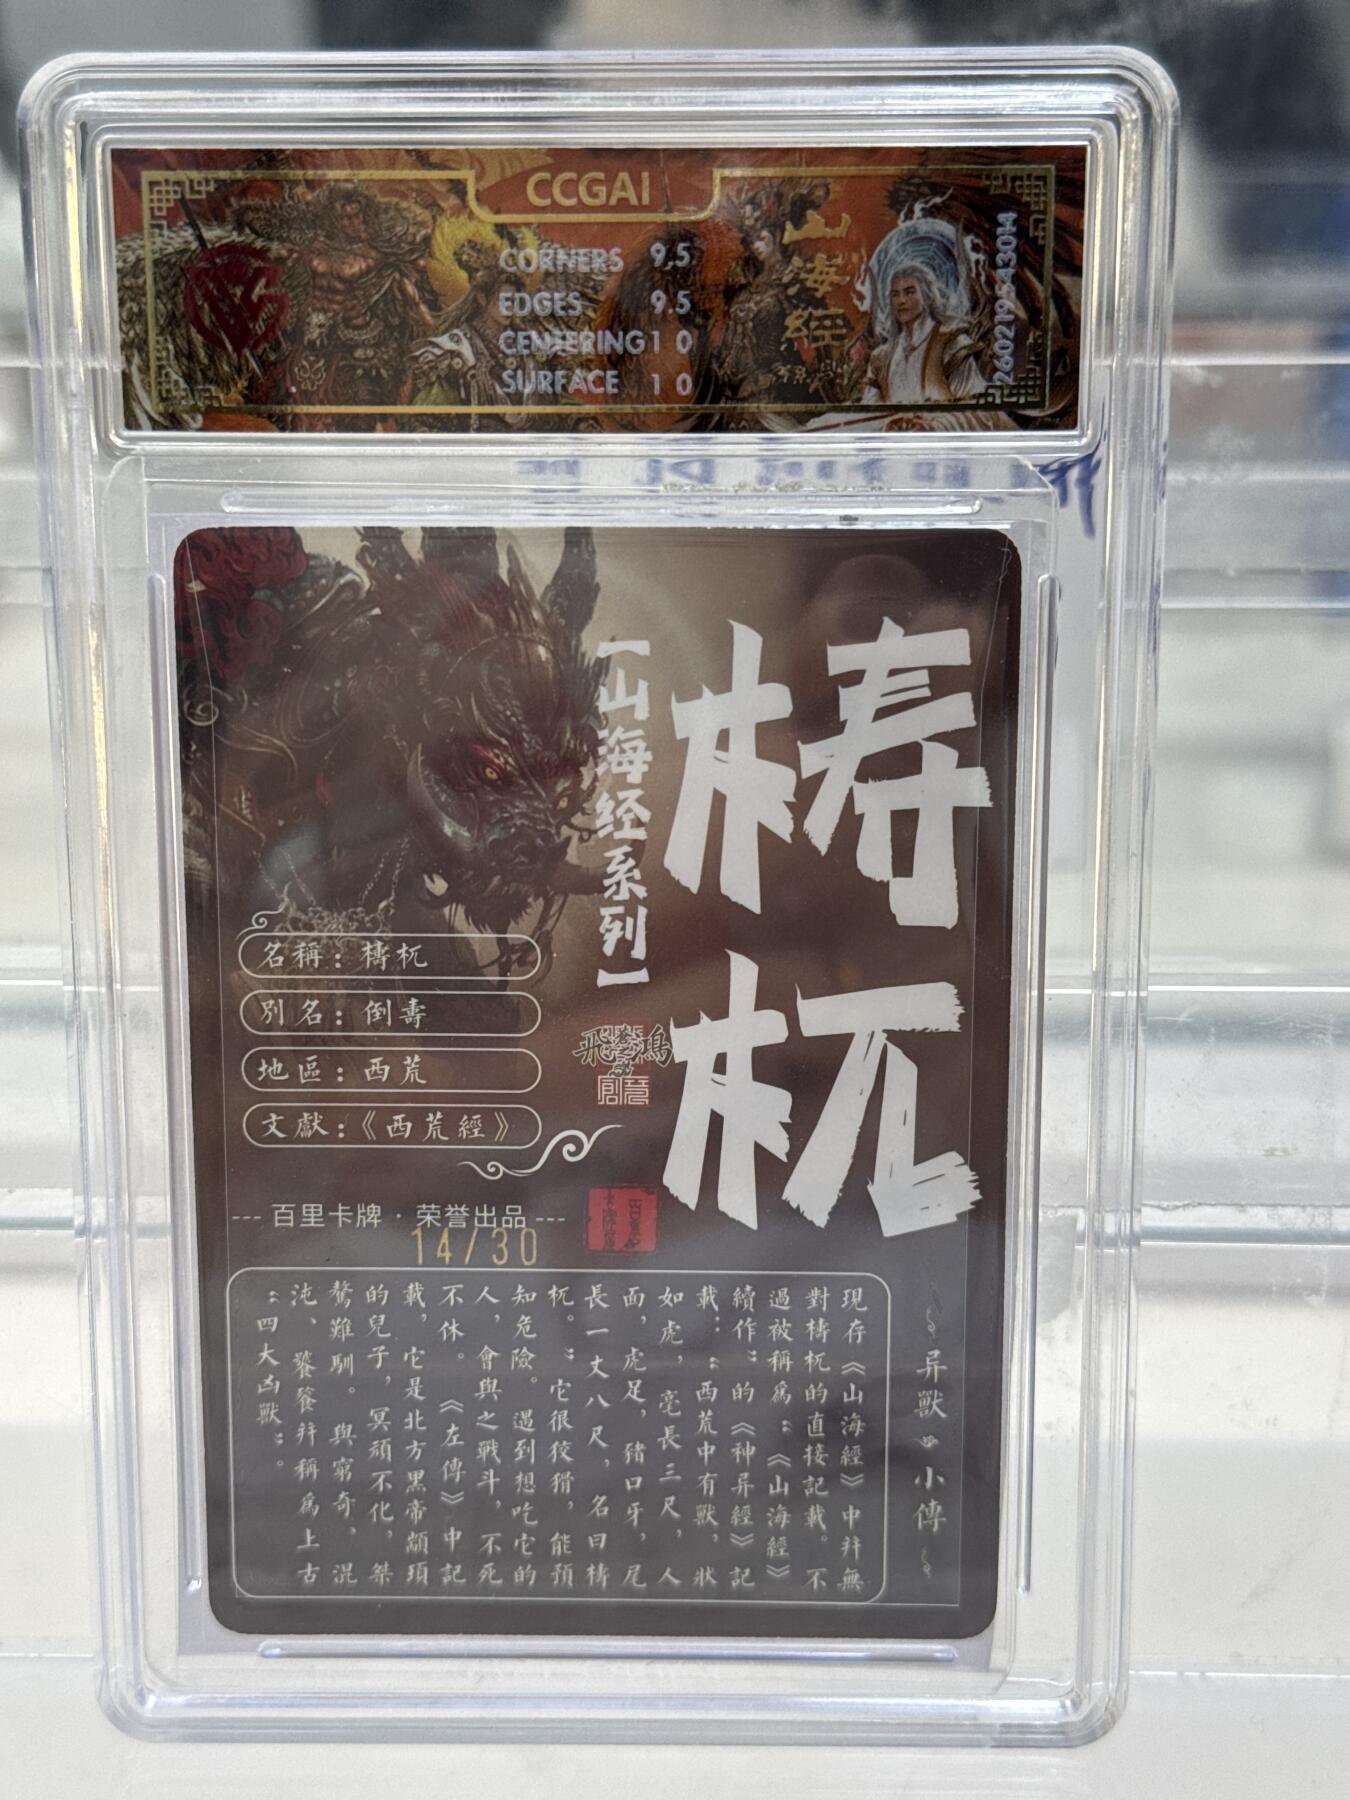 CCGAI
CORNERS 9.5
EDGES 9.5
CENTERING 10
SURFACE 10
山海經
梼杌
【山海经系列】
名稱：檮杌
別名：倒壽
地區：西荒
文獻：《西荒經》
--- 百里卡牌 · 荣誉出品 ---
14/30
异獸 小傳
現存《山海經》中幷無
對檮杌的直接記載。不
過被稱爲“《山海經》
續作”的《神异經》記
載：“西荒中有獸，狀
如虎，毫長三尺，人
面，虎足，豬口牙，尾
長一丈八尺，名曰檮
杌。”它很狡猾，能預
知危險。遇到想吃它的
人，會與之戰斗，不死
不休。《左傳》中記
載，它是北方黑帝顓頊
的兒子，冥頑不化，桀
驁難馴。與窮奇、混
沌、饕餮幷稱爲上古
“四大凶獸”。